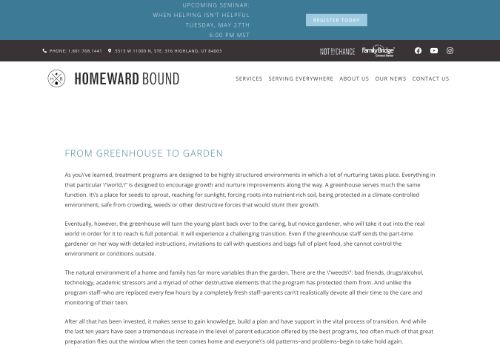 UPCOMING SEMINAR:
WHEN HELPING ISN'T HELPFUL
TUESDAY, MAY 27TH
6:00 PM MST
REGISTER TODAY
PHONE: 1.801.768.1441
5513 W 11000 N, STE. 316 HIGHLAND, UT 84003
NOT BY CHANCE
FamilyBridge
HOMEWARD BOUND
SERVICES
SERVING EVERYWHERE
ABOUT US
OUR NEWS
CONTACT US
FROM GREENHOUSE TO GARDEN
As you\'ve learned, treatment programs are designed to be highly structured environments in which a lot of nurturing takes place. Everything in
that particular \"world,\" is designed to encourage growth and nurture improvements along the way. A greenhouse serves much the same
function. It\'s a place for seeds to sprout, reaching for sunlight, forcing roots into nutrient-rich soil, being protected in a climate-controlled
environment, safe from crowding, weeds or other destructive forces that would stunt their growth.
Eventually, however, the greenhouse will turn the young plant back over to the caring, but novice gardener, who will take it out into the real
world in order for it to reach is full potential. It will experience a challenging transition. Even if the greenhouse staff sends the part-time
gardener on her way with detailed instructions, invitations to call with questions and bags full of plant food, she cannot control the
environment or conditions outside.
The natural environment of a home and family has far more variables than the garden. There are the \"weeds\": bad friends, drugs/alcohol,
technology, academic stressors and a myriad of other destructive elements that the program has protected them from. And unlike the
program staff–who are replaced every few hours by a completely fresh staff–parents can\'t realistically devote all their time to the care and
monitoring of their teen.
After all that has been invested, it makes sense to gain knowledge, build a plan and have support in the vital process of transition. And while
the last ten years have seen a tremendous increase in the level of parent education offered by the best programs, too often much of that great
preparation flies out the window when the teen comes home and everyone\'s old patterns–and problems–begin to take hold again.